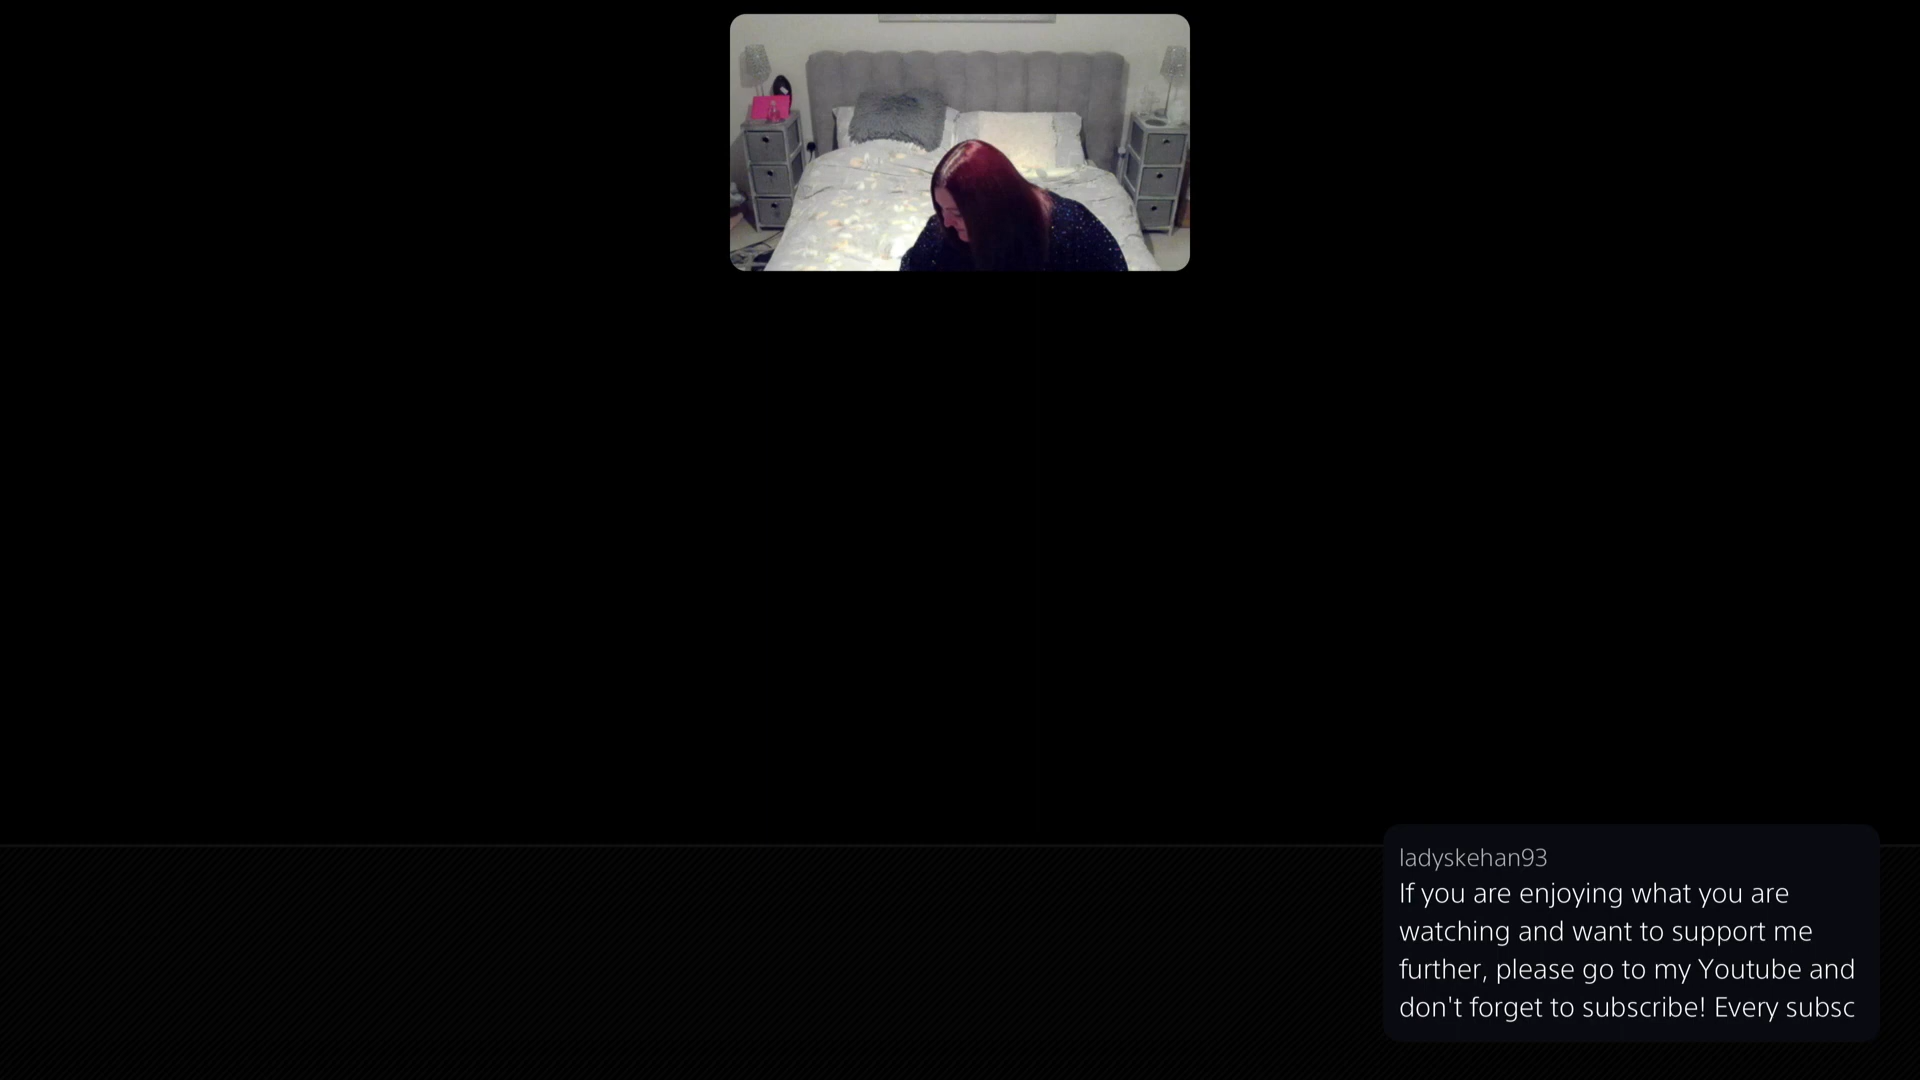 ladyskehan93
If you are enjoying what you are
watching and want to support me
further, please go to my Youtube and
don't forget to subscribe! Every subsc